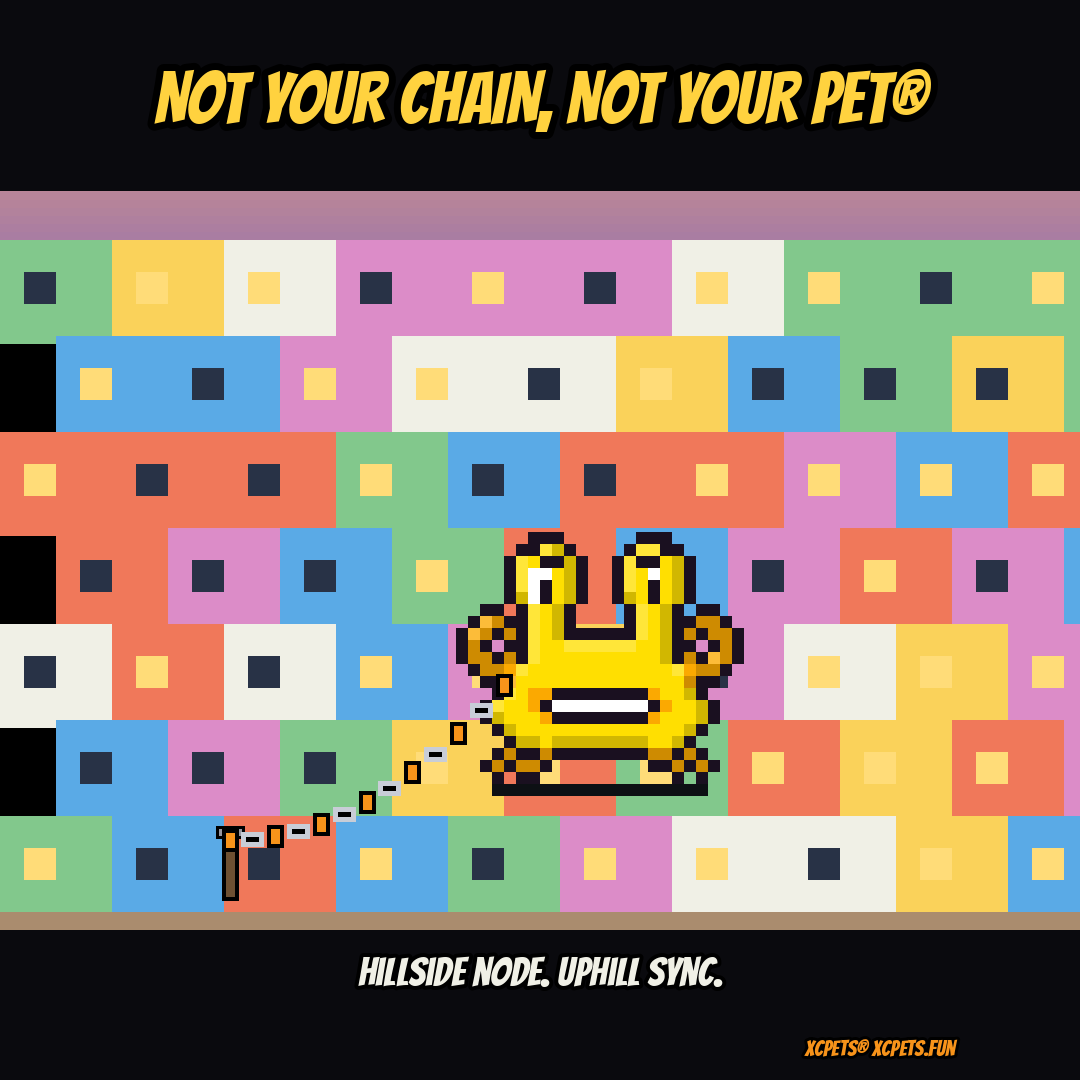 NOT YOUR CHAIN, NOT YOUR PET®
HILLSIDE NODE. UPHILL SYNC.
XCPETS® XCPETS.FUN